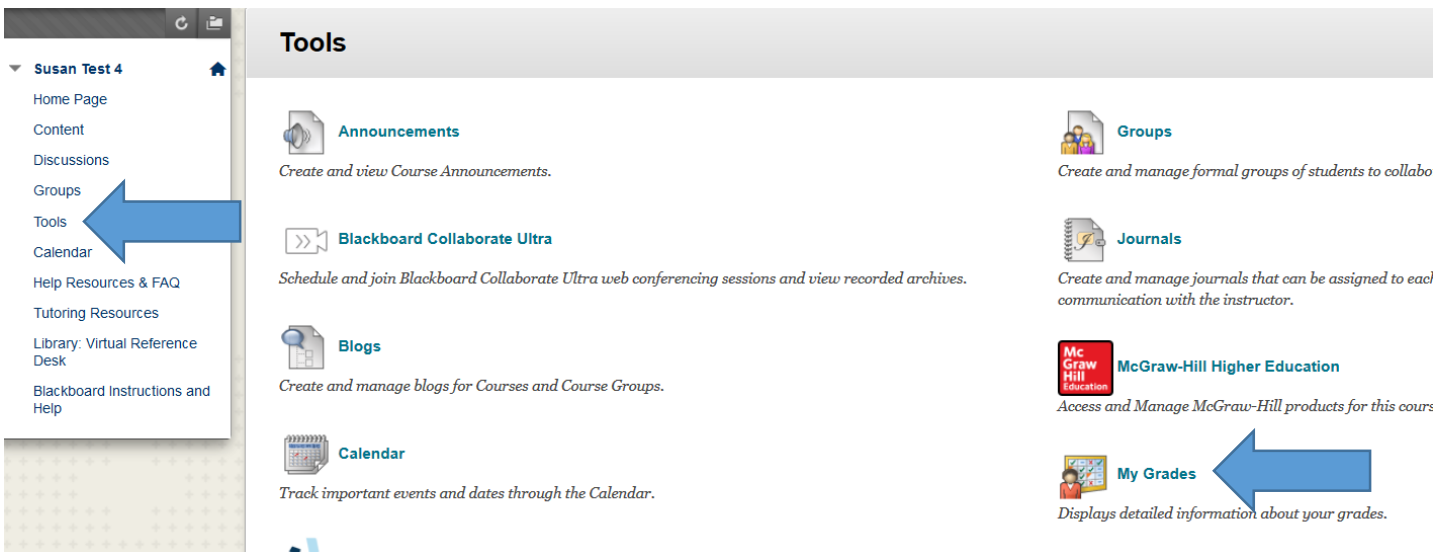 Susan Test 4
Home Page
Content
Discussions
Groups
Tools
Calendar
Help Resources & FAQ
Tutoring Resources
Library: Virtual Reference
Desk
Blackboard Instructions and
Help
Tools
Announcements
Create and view Course Announcements.
Blackboard Collaborate Ultra
Schedule and join Blackboard Collaborate Ultra web conferencing sessions and view recorded archives.
Blogs
Create and manage blogs for Courses and Course Groups.
Calendar
Track important events and dates through the Calendar.
Groups
Create and manage formal groups of students to collabo
Journals
Create and manage journals that can be assigned to each
communication with the instructor.
Mc
Graw
Hill
Education
McGraw-Hill Higher Education
Access and Manage McGraw-Hill products for this cours
My Grades
Displays detailed information about your grades.